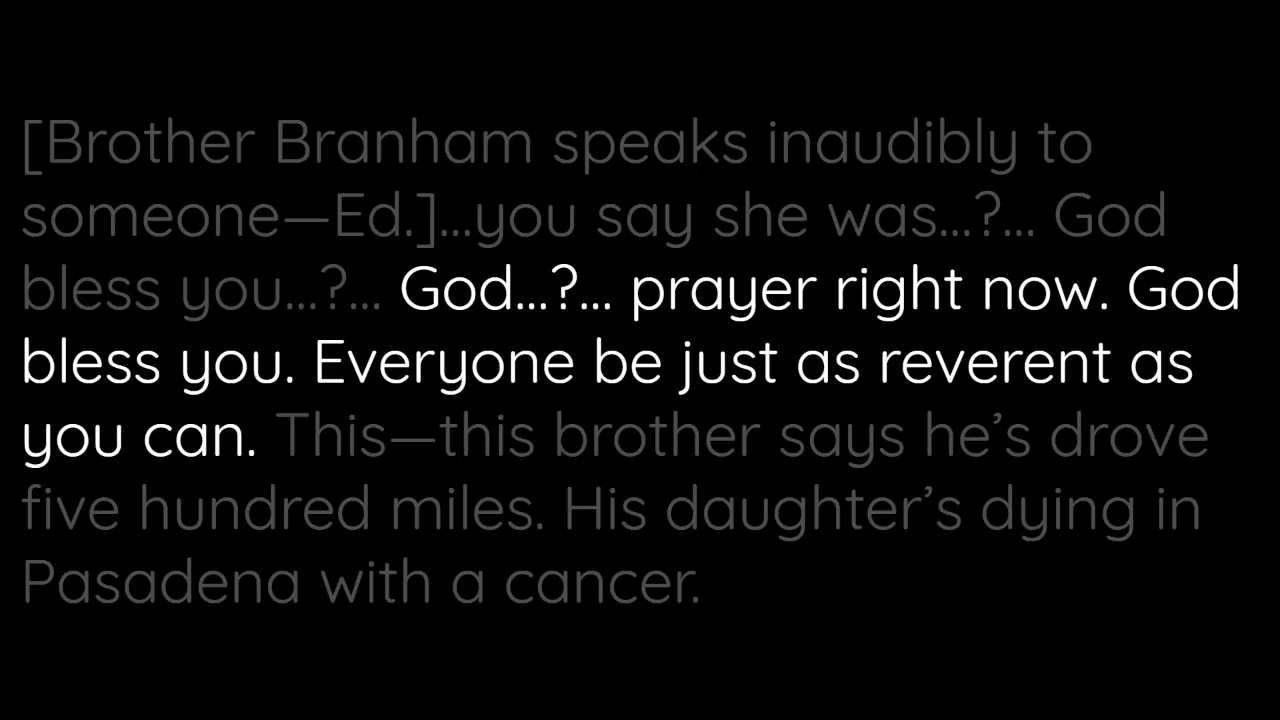 [Brother Branham speaks inaudibly to
someone—Ed.]...you say she was...?... God
bless you...?... God...?... prayer right now. God
bless you. Everyone be just as reverent as
you can. This—this brother says he’s drove
five hundred miles. His daughter’s dying in
Pasadena with a cancer.